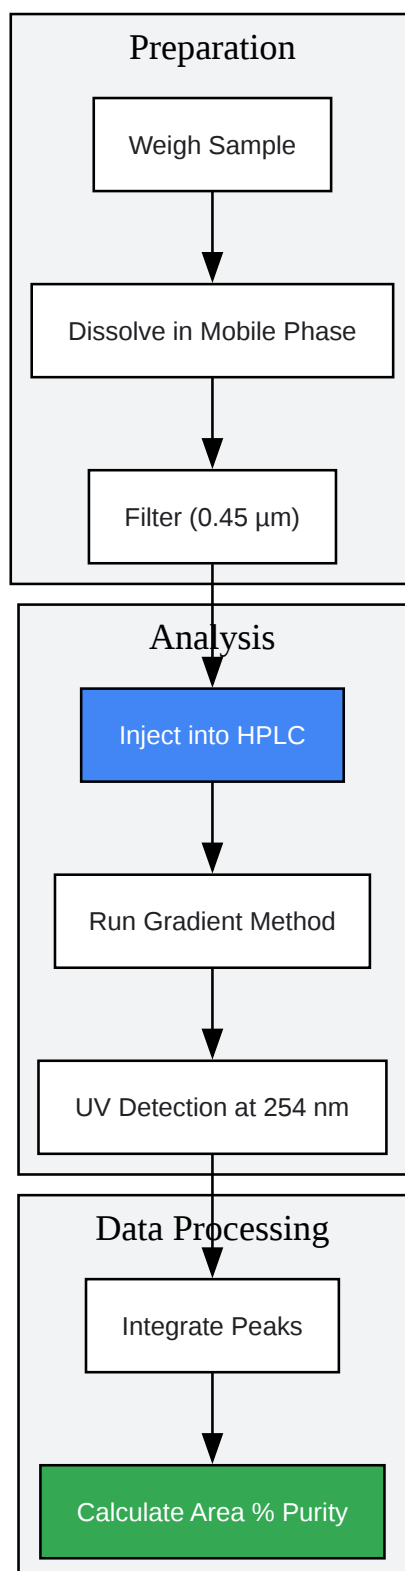 Preparation
Weigh Sample
Dissolve in Mobile Phase
Filter (0.45 µm)
Analysis
Inject into HPLC
Run Gradient Method
UV Detection at 254 nm
Data Processing
Integrate Peaks
Calculate Area % Purity